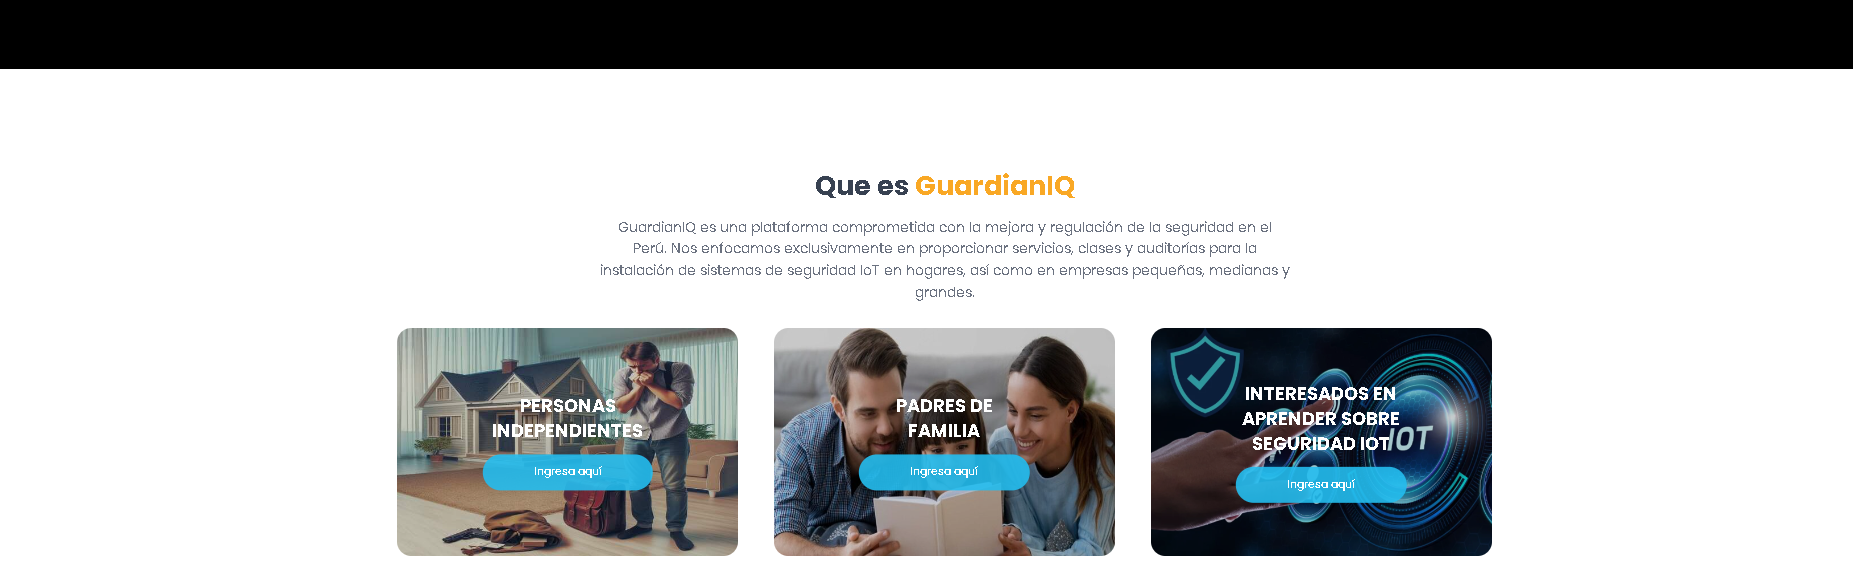 Que es GuardianIQ
GuardianIQ es una plataforma comprometida con la mejora y regulación de la seguridad en el
Perú. Nos enfocamos exclusivamente en proporcionar servicios, clases y auditorías para la
instalación de sistemas de seguridad IoT en hogares, así como en empresas pequeñas, medianas y
grandes.
PERSONAS
INDEPENDIENTES
Ingresa aquí
PADRES DE
FAMILIA
Ingresa aquí
INTERESADOS EN
APRENDER SOBRE
SEGURIDAD IOT
IOT
Ingresa aquí